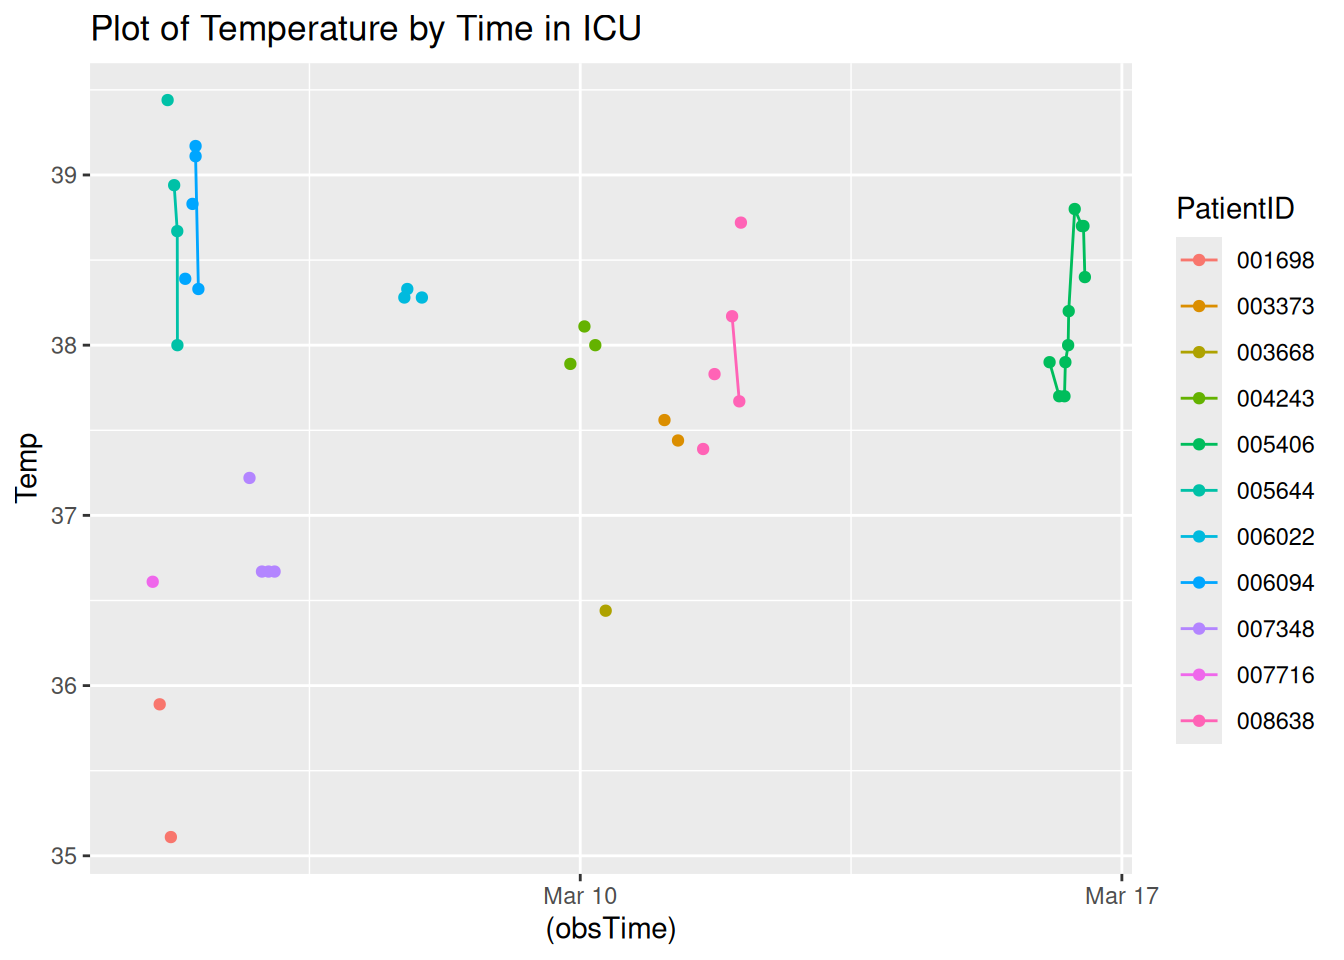 Plot of Temperature by Time in ICU
Temp
39
38
37
36
35
Mar 10
Mar 17
(obsTime)
PatientID
001698
003373
003668
004243
005406
005644
006022
006094
007348
007716
008638